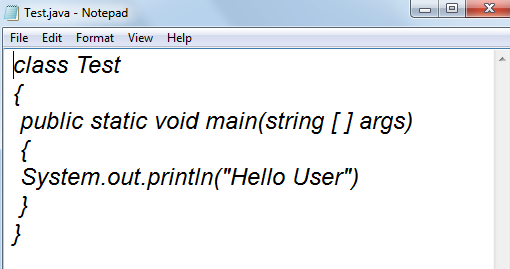 Test.java - Notepad
File Edit Format View Help
class Test
{
public static void main(string [ ] args)
{
System.out.println("Hello User")
}
}